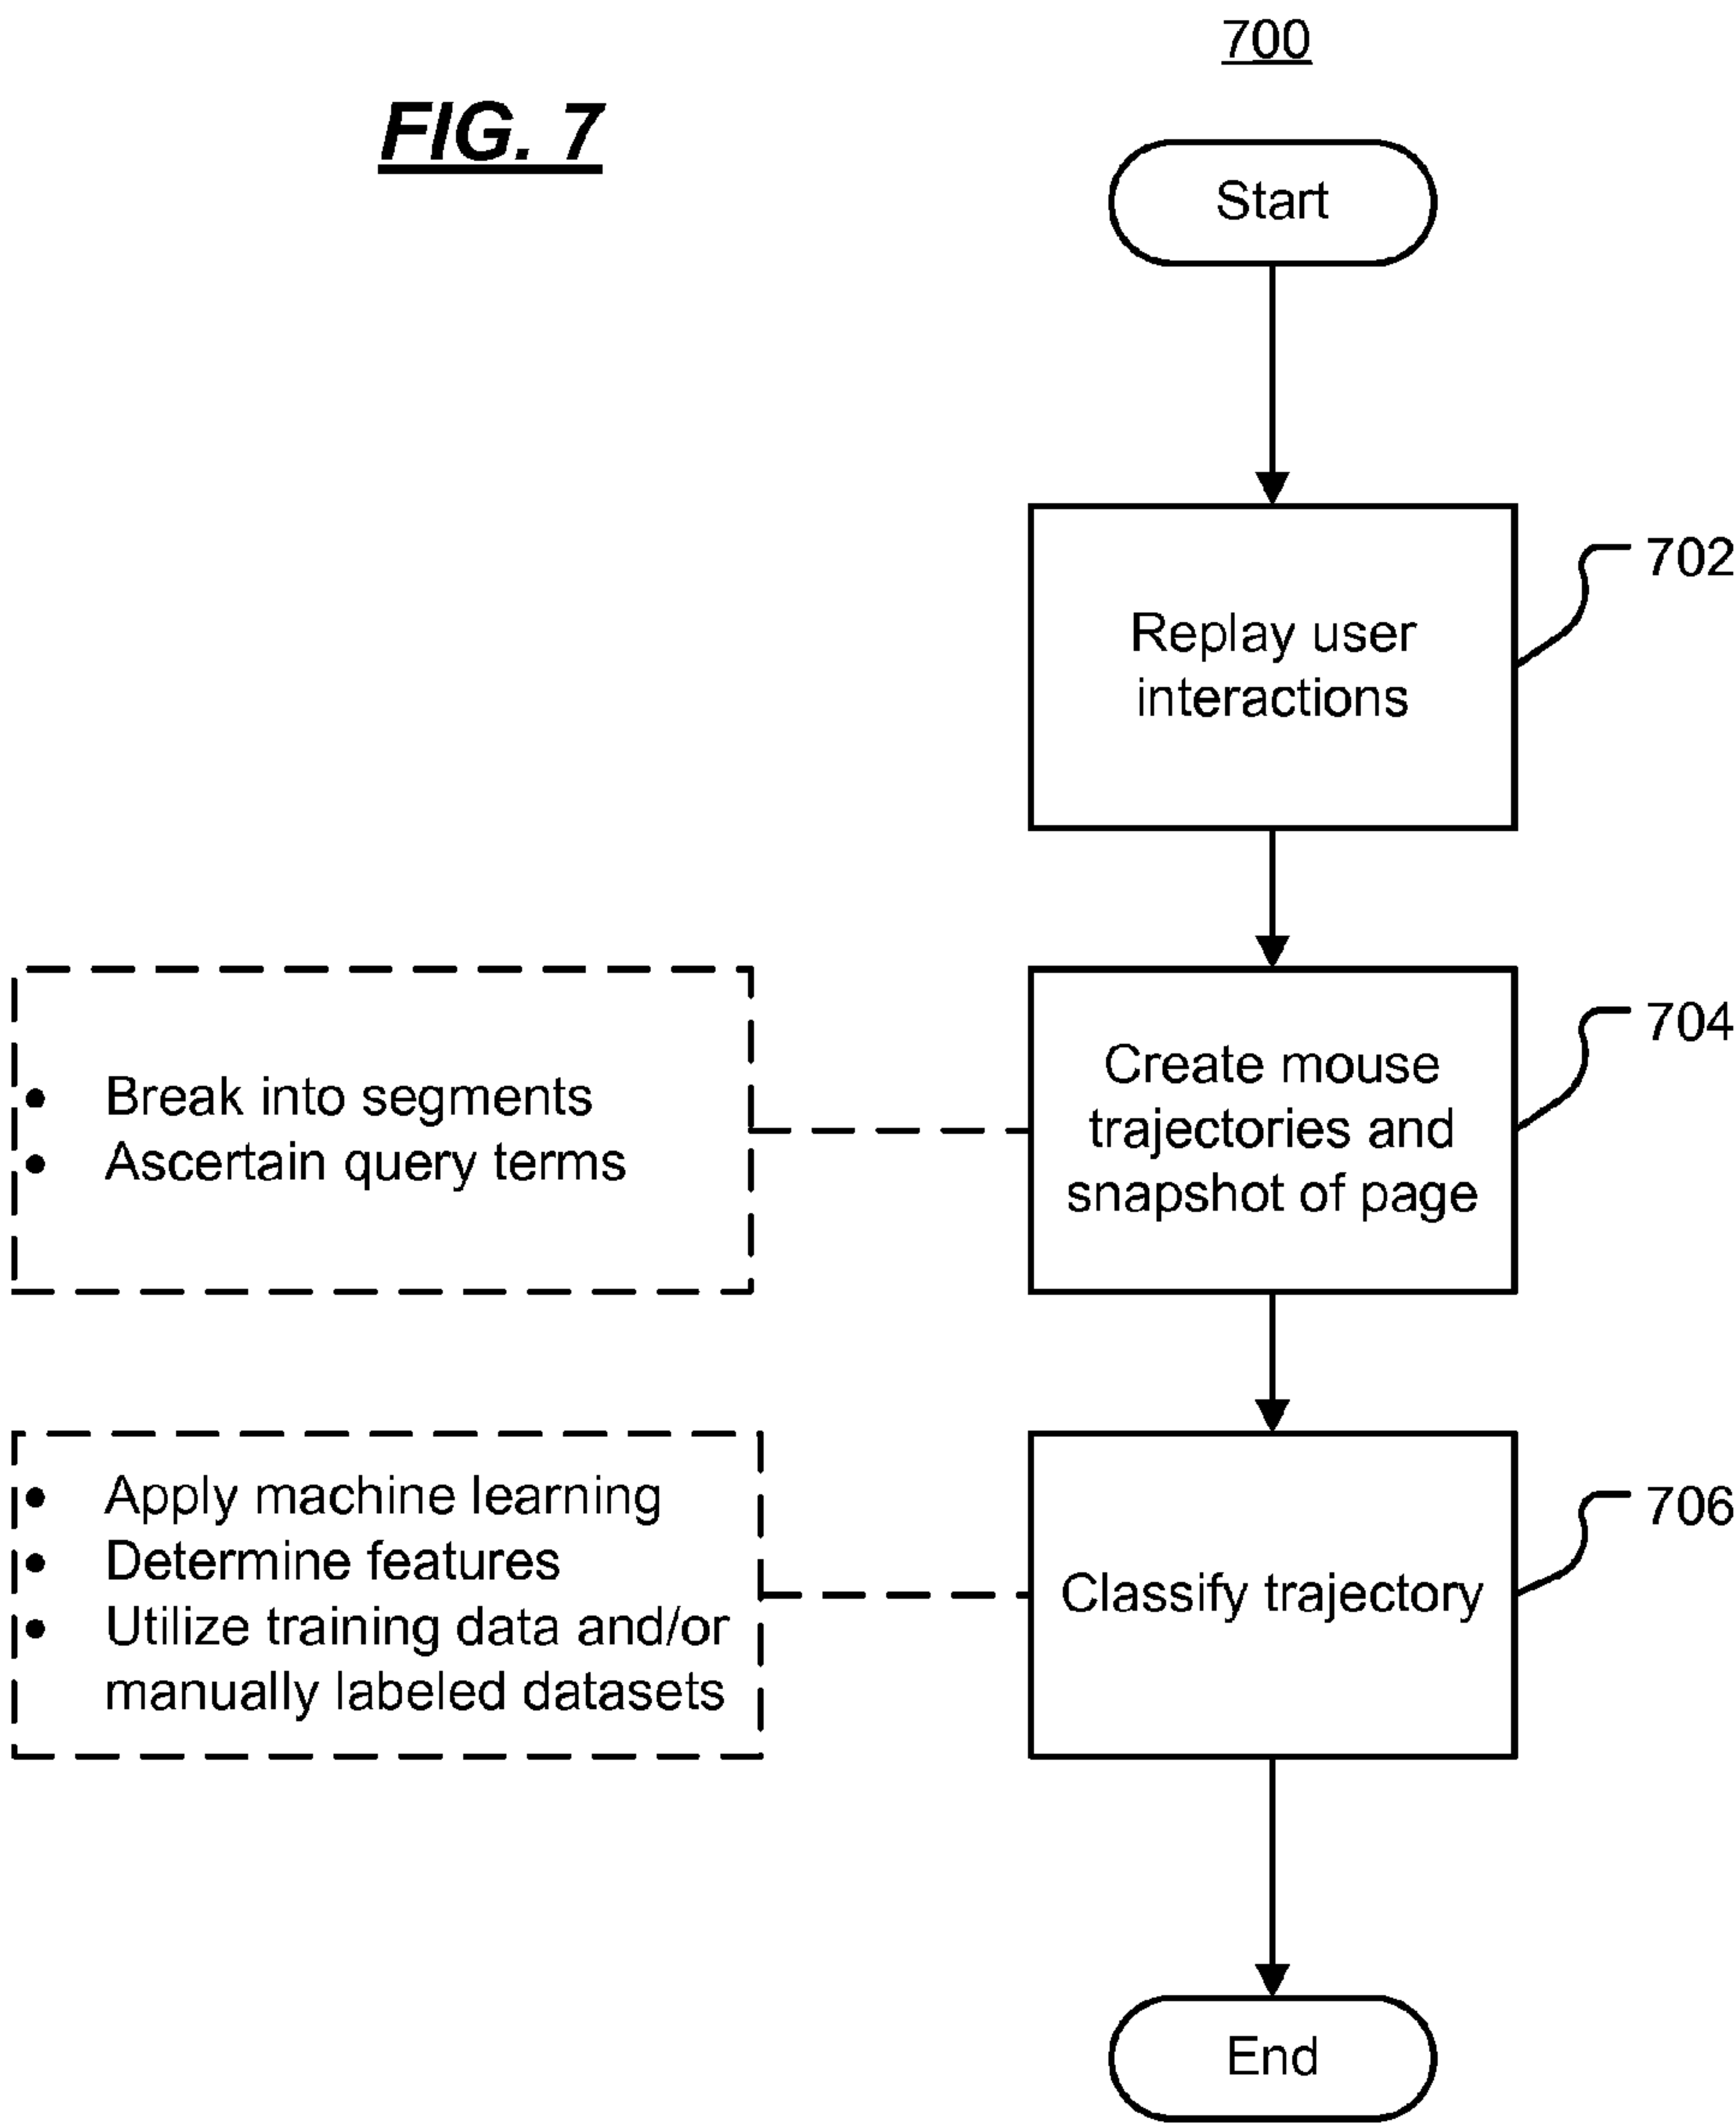 700
FIG. 7
Start
702
Replay user
interactions
704
Create mouse
trajectories and
snapshot of page
• Break into segments
• Ascertain query terms
706
Classify trajectory
• Apply machine learning
• Determine features
• Utilize training data and/or
manually labeled datasets
End